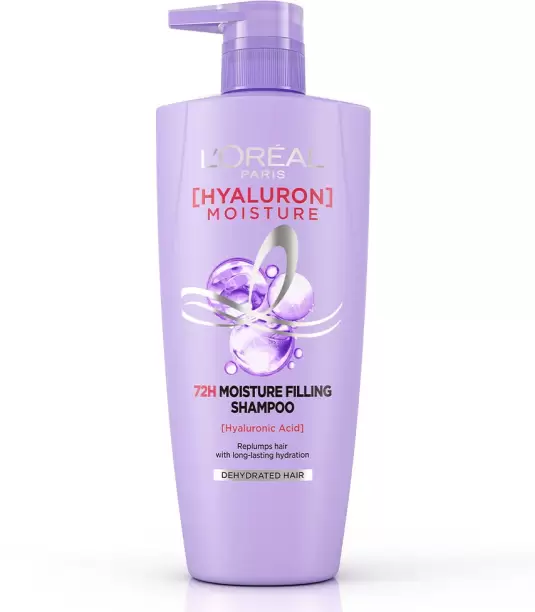 L'ORÉAL
PARIS
[HYALURON]
MOISTURE
72H MOISTURE FILLING
SHAMPOO
[Hyaluronic Acid]
Replumps hair
with long-lasting hydration
DEHYDRATED HAIR